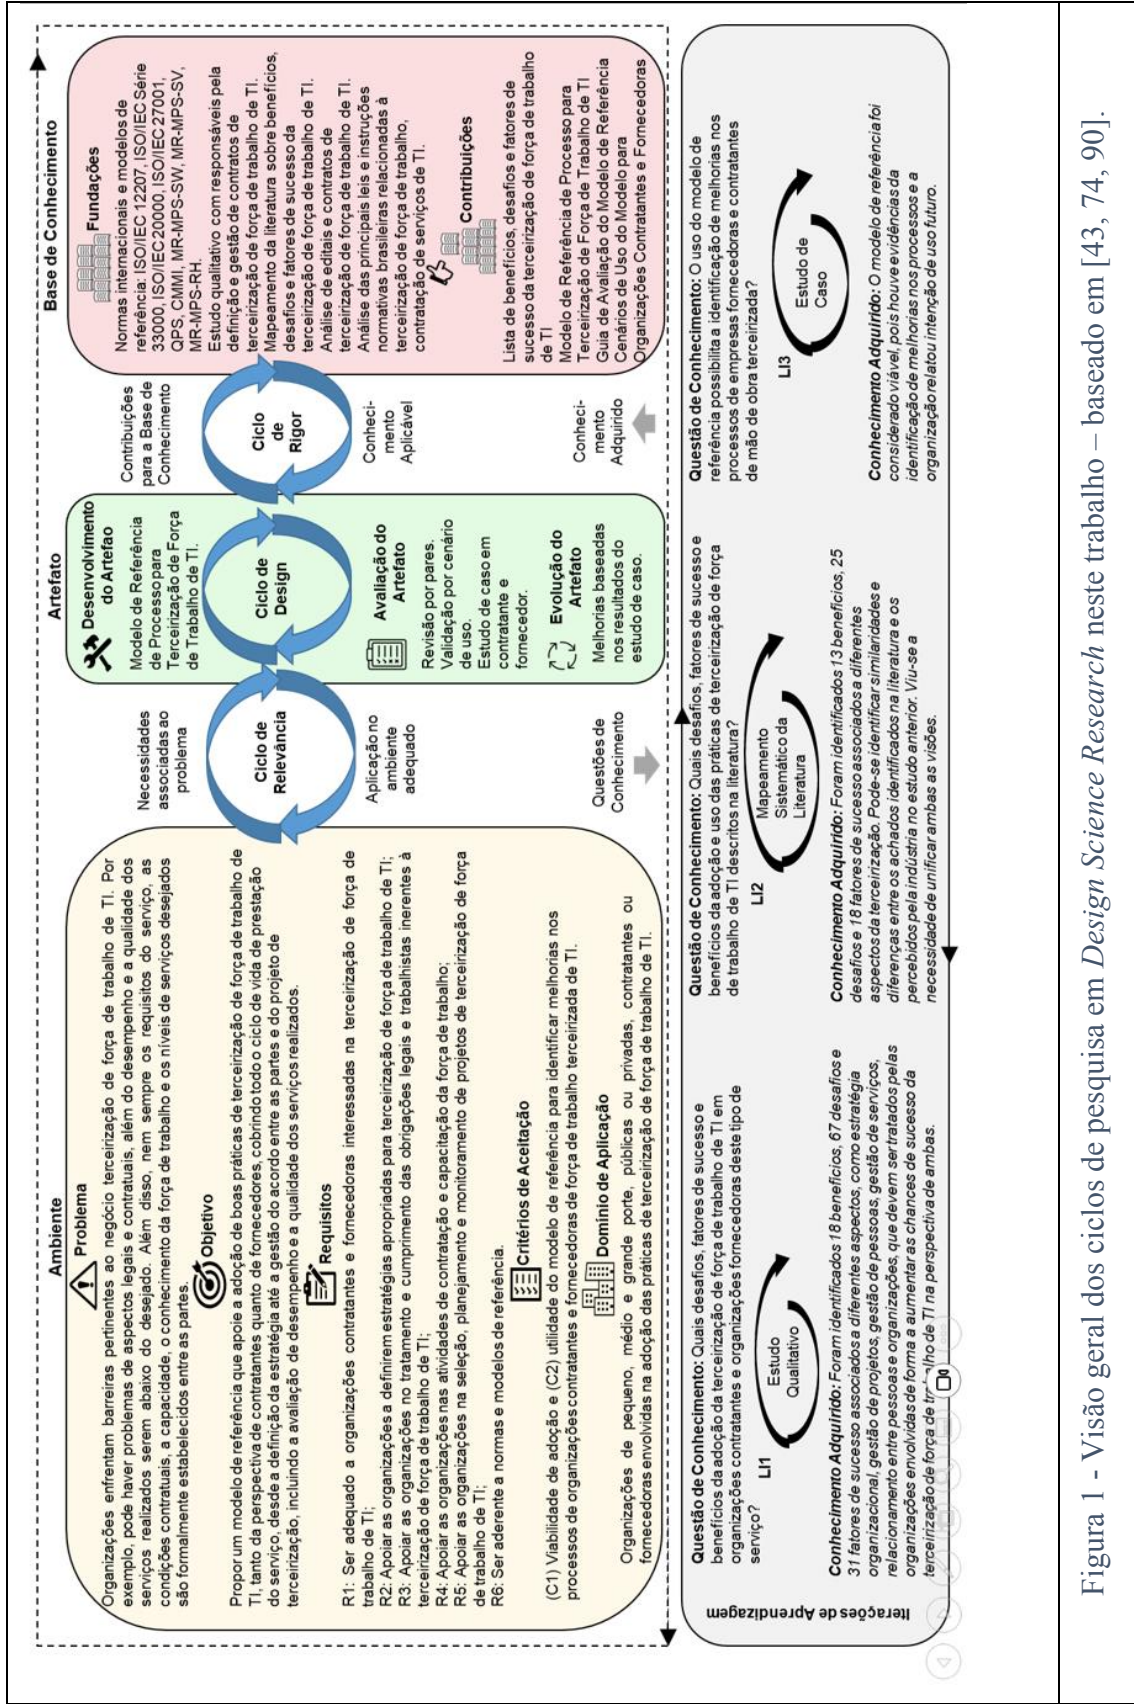 Ambiente
Problema
Organizações enfrentam barreiras pertinentes ao negócio terceirização de força de trabalho de TI. Por
exemplo, pode haver problemas de aspectos legais e contratuais, além do desempenho e a qualidade dos
serviços realizados serem abaixo do desejado. Além disso, nem sempre os requisitos do serviço, as
condições contratuais, a capacidade, o conhecimento da força de trabalho e os níveis de serviços desejados
são formalmente estabelecidos entre as partes.
Objetivo
Propor um modelo de referência que apoie a adoção de boas práticas de terceirização de força de trabalho de
TI, tanto da perspectiva de contratantes quanto de fornecedores, cobrindo todo o ciclo de vida de prestação
do serviço, desde a definição da estratégia até a gestão do acordo entre as partes e do projeto de
terceirização, incluindo a avaliação de desempenho e a qualidade dos serviços realizados.
Requisitos
R1: Ser adequado a organizações contratantes e fornecedoras interessadas na terceirização de força de
trabalho de TI;
R2: Apoiar as organizações a definirem estratégias apropriadas para terceirização de força de trabalho de TI;
R3: Apoiar as organizações no tratamento e cumprimento das obrigações legais e trabalhistas inerentes à
terceirização de força de trabalho de TI;
R4: Apoiar as organizações nas atividades de contratação e capacitação da força de trabalho;
R5: Apoiar as organizações na seleção, planejamento e monitoramento de projetos de terceirização de força
de trabalho de TI;
R6: Ser aderente a normas e modelos de referência.
Critérios de Aceitação
(C1) Viabilidade de adoção e (C2) utilidade do modelo de referência para identificar melhorias nos
processos de organizações contratantes e fornecedoras de força de trabalho terceirizada de TI.
Domínio de Aplicação
Organizações de pequeno, médio e grande porte, públicas ou privadas, contratantes ou
fornecedoras envolvidas na adoção das práticas de terceirização de força de trabalho de TI.
Necessidades
associadas ao
problema
Ciclo de
Relevância
Aplicação no
ambiente
adequado
Questões de
Conhecimento
Artefato
Desenvolvimento
do Artefao
Modelo de Referência
de Processo para
Terceirização de Força
de Trabalho de TI.
Ciclo de
Design
Avaliação do
Artefato
Revisão por pares.
Validação por cenário
de uso.
Estudo de caso em
contratante e
fornecedor.
Evolução do
Artefato
Melhorias baseadas
nos resultados do
estudo de caso.
Contribuições
para a Base de
Conhecimento
Ciclo
de
Rigor
Conheci-
mento
Aplicável
Conheci-
mento
Adquirido
Base de Conhecimento
Fundações
Normas internacionais e modelos de
referência: ISO/IEC 12207, ISO/IEC Série
33000, ISO/IEC20000, ISO/IEC 27001,
QPS, CMMI, MR-MPS-SW, MR-MPS-SV,
MR-MPS-RH.
Estudo qualitativo com responsáveis pela
definição e gestão de contratos de
terceirização de força de trabalho de TI.
Mapeamento da literatura sobre benefícios,
desafios e fatores de sucesso da
terceirização de força de trabalho de TI.
Análise de editais e contratos de
terceirização de força de trabalho de TI.
Análise das principais leis e instruções
normativas brasileiras relacionadas à
terceirização de força de trabalho,
contratação de serviços de TI.
Contribuições
Lista de benefícios, desafios e fatores de
sucesso da terceirização de força de trabalho
de TI
Modelo de Referência de Processo para
Terceirização de Força de Trabalho de TI
Guia de Avaliação do Modelo de Referência
Cenários de Uso do Modelo para
Organizações Contratantes e Fornecedoras
Iterações de Aprendizagem
Questão de Conhecimento: Quais desafios, fatores de sucesso e
benefícios da adoção da terceirização de força de trabalho de TI em
organizações contratantes e organizações fornecedoras deste tipo de
serviço?
LI1
Estudo
Qualitativo
Conhecimento Adquirido: Foram identificados 18 benefícios, 67 desafios e
31 fatores de sucesso associados a diferentes aspectos, como estratégia
organizacional, gestão de projetos, gestão de pessoas, gestão de serviços,
relacionamento entre pessoas e organizações, que devem ser tratados pelas
organizações envolvidas de forma a aumentar as chances de sucesso da
terceirização de força de trabalho de TI na perspectiva de ambas.
Questão de Conhecimento: Quais desafios, fatores de sucesso e
benefícios da adoção e uso das práticas de terceirização de força
de trabalho de TI descritos na literatura?
LI2
Mapeamento
Sistemático da
Literatura
Conhecimento Adquirido: Foram identificados 13 benefícios, 25
desafios e 18 fatores de sucesso associados a diferentes
aspectos da terceirização. Pode-se identificar similaridades e
diferenças entre os achados identificados na literatura e os
percebidos pela indústria no estudo anterior. Viu-se a
necessidade de unificar ambas as visões.
Questão de Conhecimento: O uso do modelo de
referência possibilita a identificação de melhorias nos
processos de empresas fornecedoras e contratantes
de mão de obra terceirizada?
LI3
Estudo de
Caso
Conhecimento Adquirido: O modelo de referência foi
considerado viável, pois houve evidências da
identificação de melhorias nos processos e a
organização relatou intenção de uso futuro.
Figura 1 - Visão geral dos ciclos de pesquisa em Design Science Research neste trabalho – baseado em [43, 74, 90].